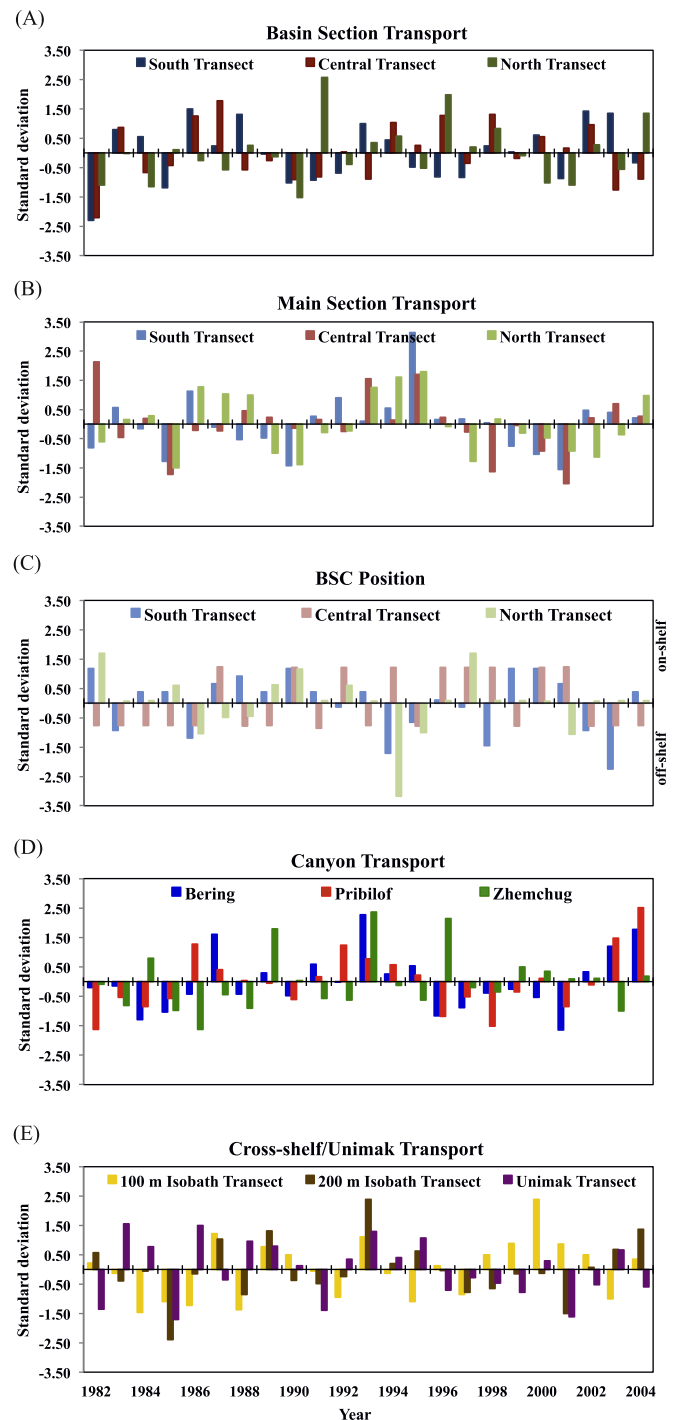 (A)
Basin Section Transport
South Transect Central Transect North Transect
3.50
2.50
1.50
0.50
-0.50
-1.50
-2.50
-3.50
Standard deviation
(B)
Main Section Transport
South Transect Central Transect North Transect
3.50
2.50
1.50
0.50
-0.50
-1.50
-2.50
-3.50
Standard deviation
(C)
BSC Position
South Transect Central Transect North Transect
3.50
2.50
1.50
0.50
-0.50
-1.50
-2.50
-3.50
Standard deviation
on-shelf
off-shelf
(D)
Canyon Transport
Bering Pribilof Zhemchug
3.50
2.50
1.50
0.50
-0.50
-1.50
-2.50
-3.50
Standard deviation
(E)
Cross-shelf/Unimak Transport
100 m Isobath Transect 200 m Isobath Transect Unimak Transect
3.50
2.50
1.50
0.50
-0.50
-1.50
-2.50
-3.50
Standard deviation
1982 1984 1986 1988 1990 1992 1994 1996 1998 2000 2002 2004
Year